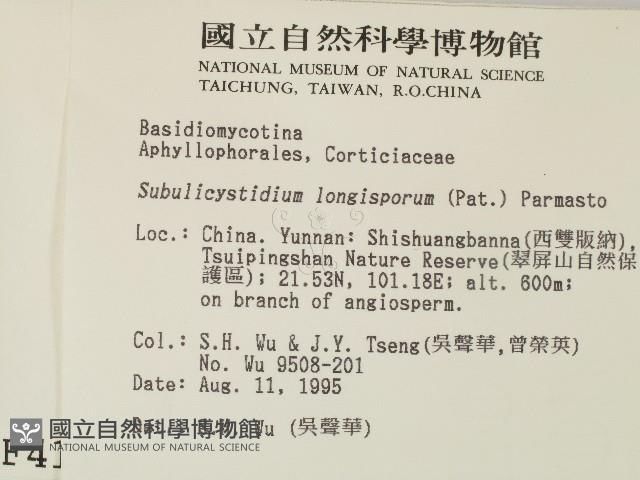 國立自然科學博物館
NATIONAL MUSEUM OF NATURAL SCIENCE
TAICHUNG, TAIWAN, R.O.CHINA
Basidiomycotina
Aphyllophorales, Corticiaceae
Subulicystidium longisporum (Pat.) Parmasto
Loc.: China. Yunnan: Shishuangbanna(西雙版納),
Tsuipingshan Nature Reserve(翠屏山自然保
護區); 21.53N, 101.18E; alt. 600m;
on branch of angiosperm.
Col.: S.H. Wu & J.Y. Tseng(吳聲華,曾榮英)
No. Wu 9508-201
Date: Aug. 11, 1995
Wu (吳聲華)
國立自然科學博物館
NATIONAL MUSEUM OF NATURAL SCIENCE
F4]